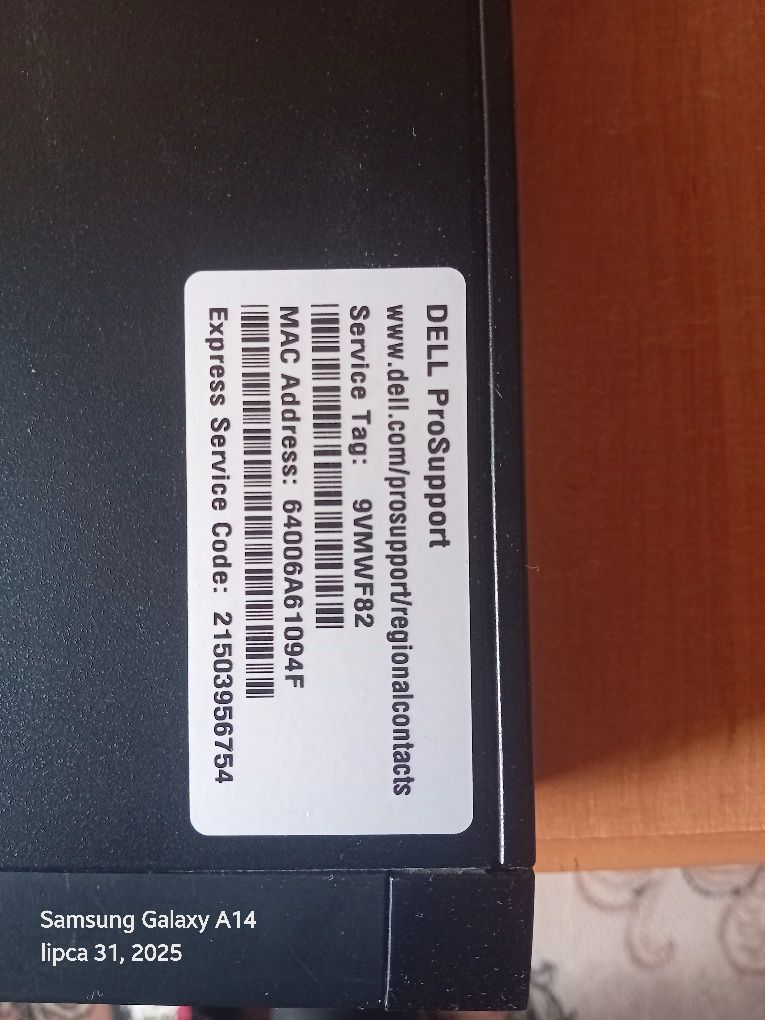 DELL ProSupport
www.dell.com/prosupport/regionalcontacts
Service Tag: 9VMWF82
MAC Address: 64006A61094F
Express Service Code: 21503956754
Samsung Galaxy A14
lipca 31, 2025